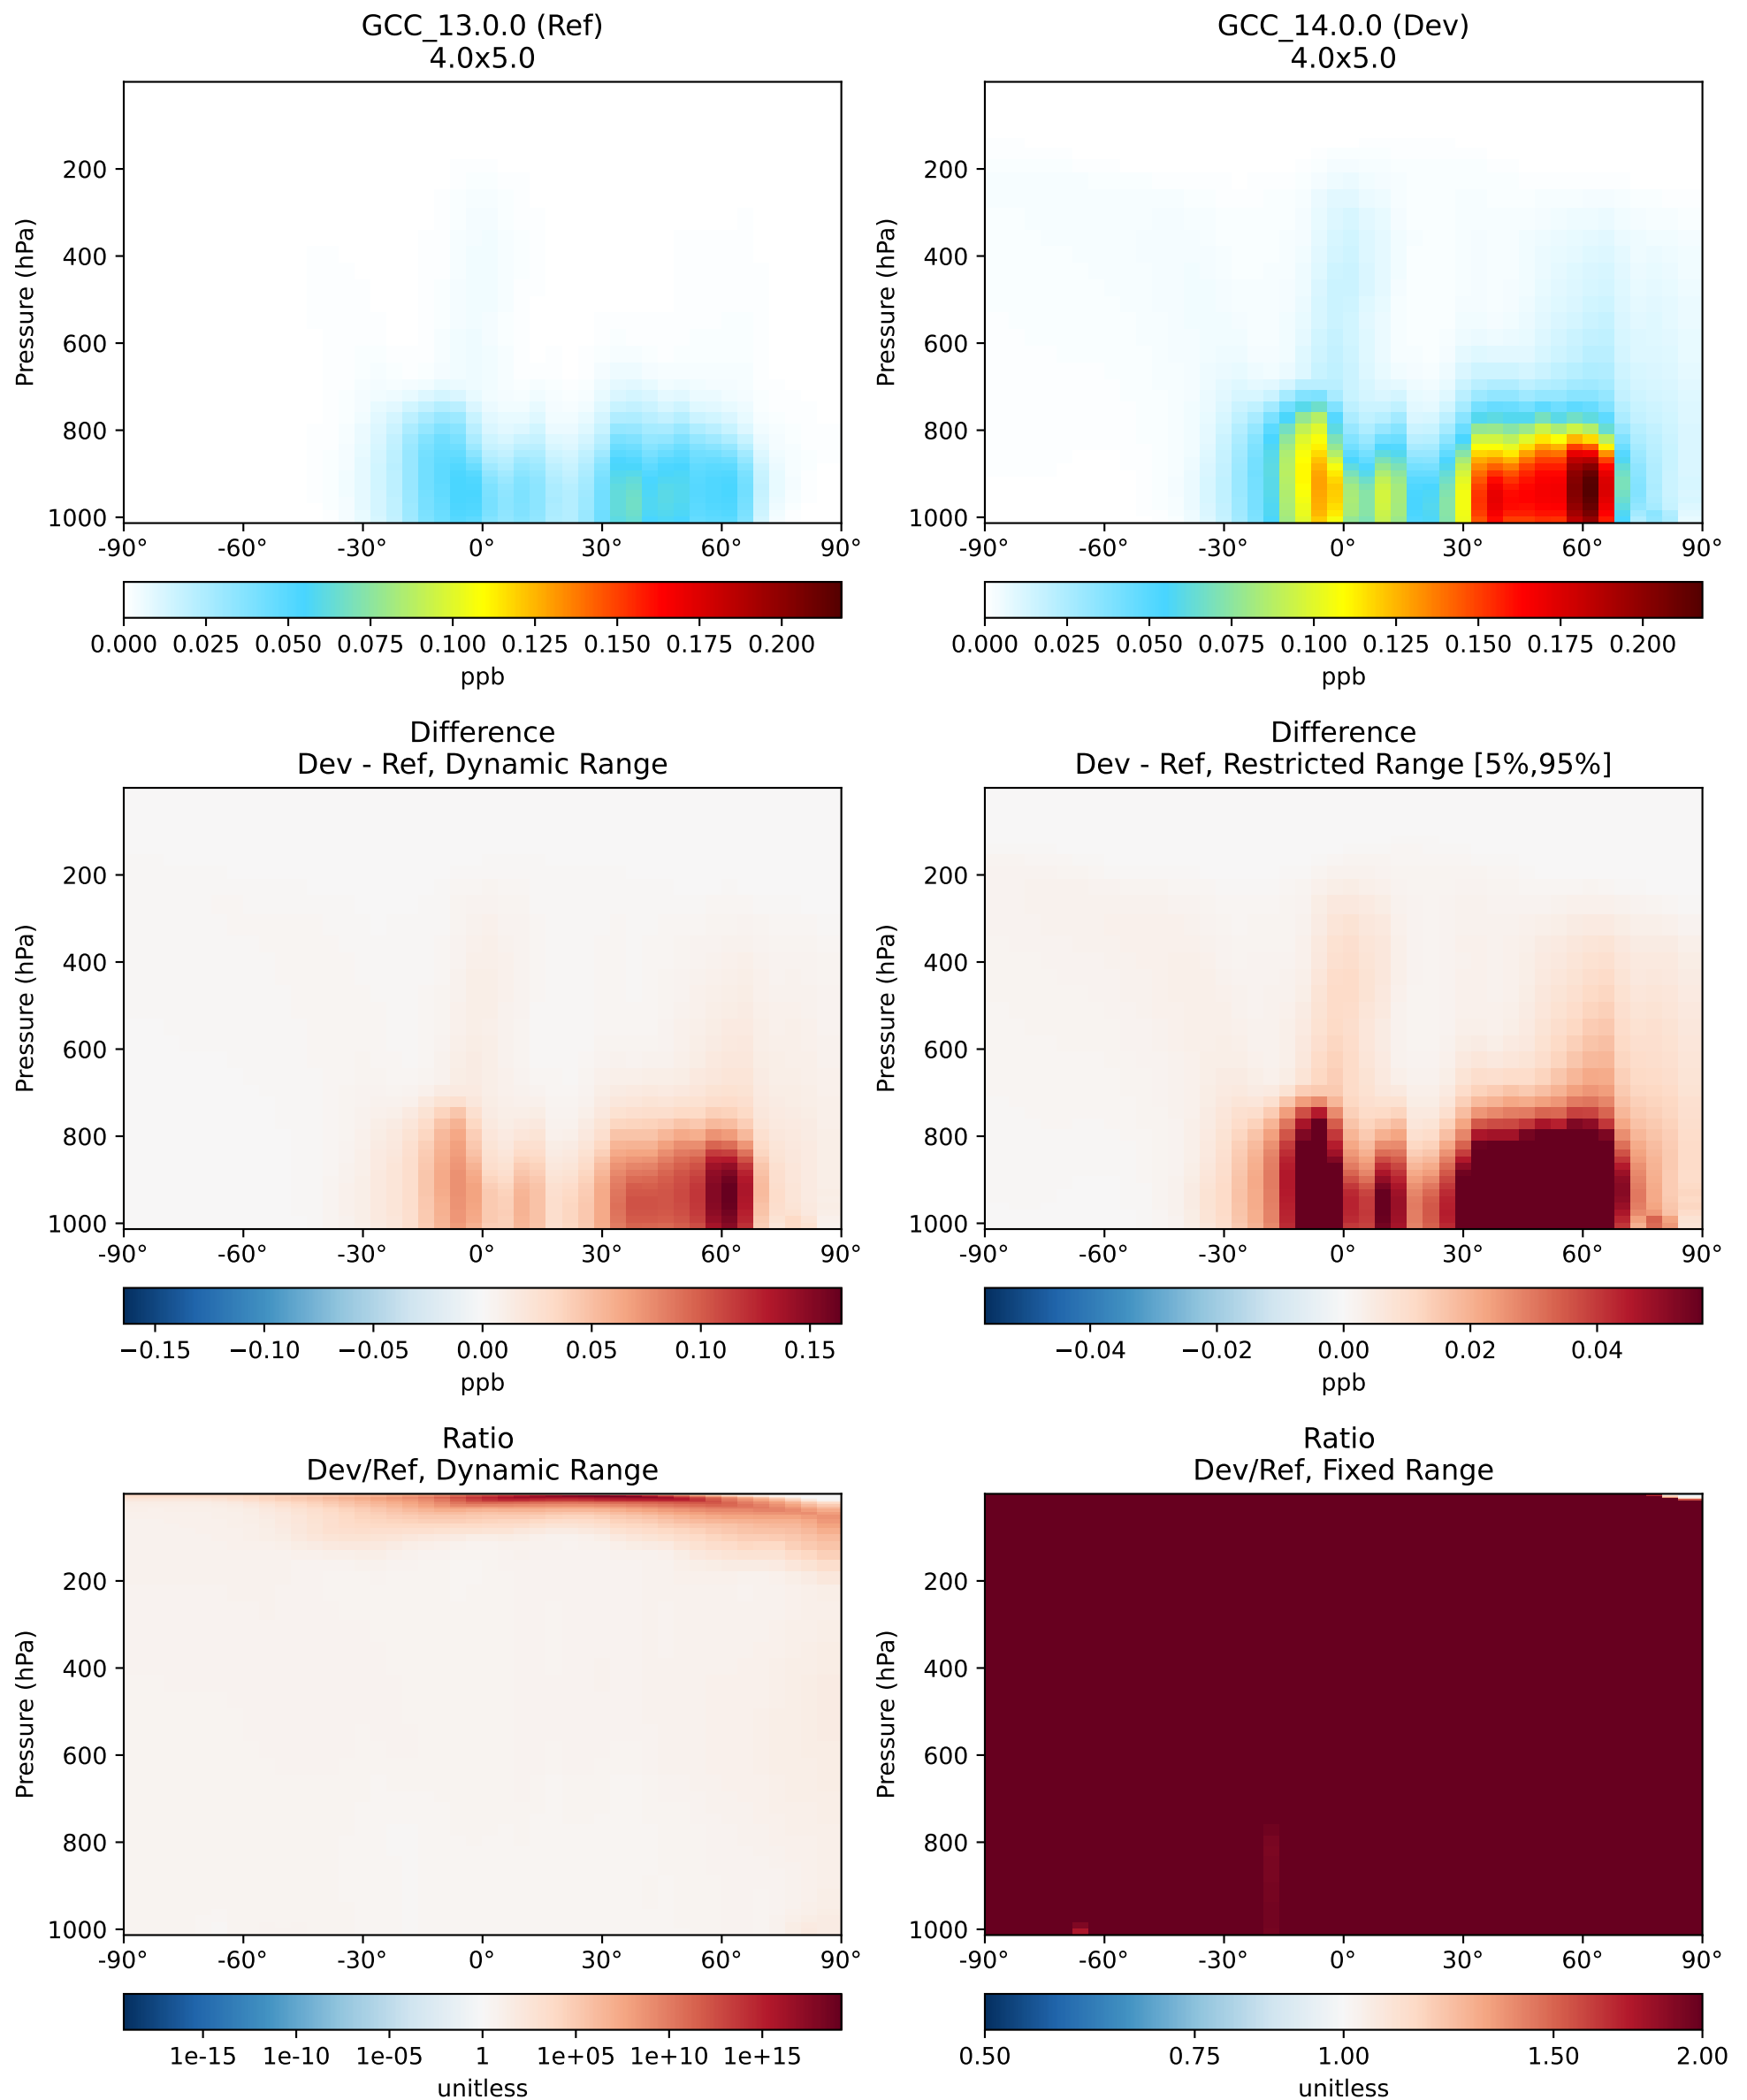 GCC_13.0.0 (Ref)
4.0x5.0
Pressure (hPa)
200
400
600
800
1000
-90° -60° -30° 0° 30° 60° 90°
0.000 0.025 0.050 0.075 0.100 0.125 0.150 0.175 0.200
ppb
GCC_14.0.0 (Dev)
4.0x5.0
Pressure (hPa)
200
400
600
800
1000
-90° -60° -30° 0° 30° 60° 90°
0.000 0.025 0.050 0.075 0.100 0.125 0.150 0.175 0.200
ppb
Difference
Dev - Ref, Dynamic Range
Pressure (hPa)
200
400
600
800
1000
-90° -60° -30° 0° 30° 60° 90°
−0.15 −0.10 −0.05 0.00 0.05 0.10 0.15
ppb
Difference
Dev - Ref, Restricted Range [5%,95%]
Pressure (hPa)
200
400
600
800
1000
-90° -60° -30° 0° 30° 60° 90°
−0.04 −0.02 0.00 0.02 0.04
ppb
Ratio
Dev/Ref, Dynamic Range
Pressure (hPa)
200
400
600
800
1000
-90° -60° -30° 0° 30° 60° 90°
1e-15 1e-10 1e-05 1 1e+05 1e+10 1e+15
unitless
Ratio
Dev/Ref, Fixed Range
Pressure (hPa)
200
400
600
800
1000
-90° -60° -30° 0° 30° 60° 90°
0.50 0.75 1.00 1.50 2.00
unitless